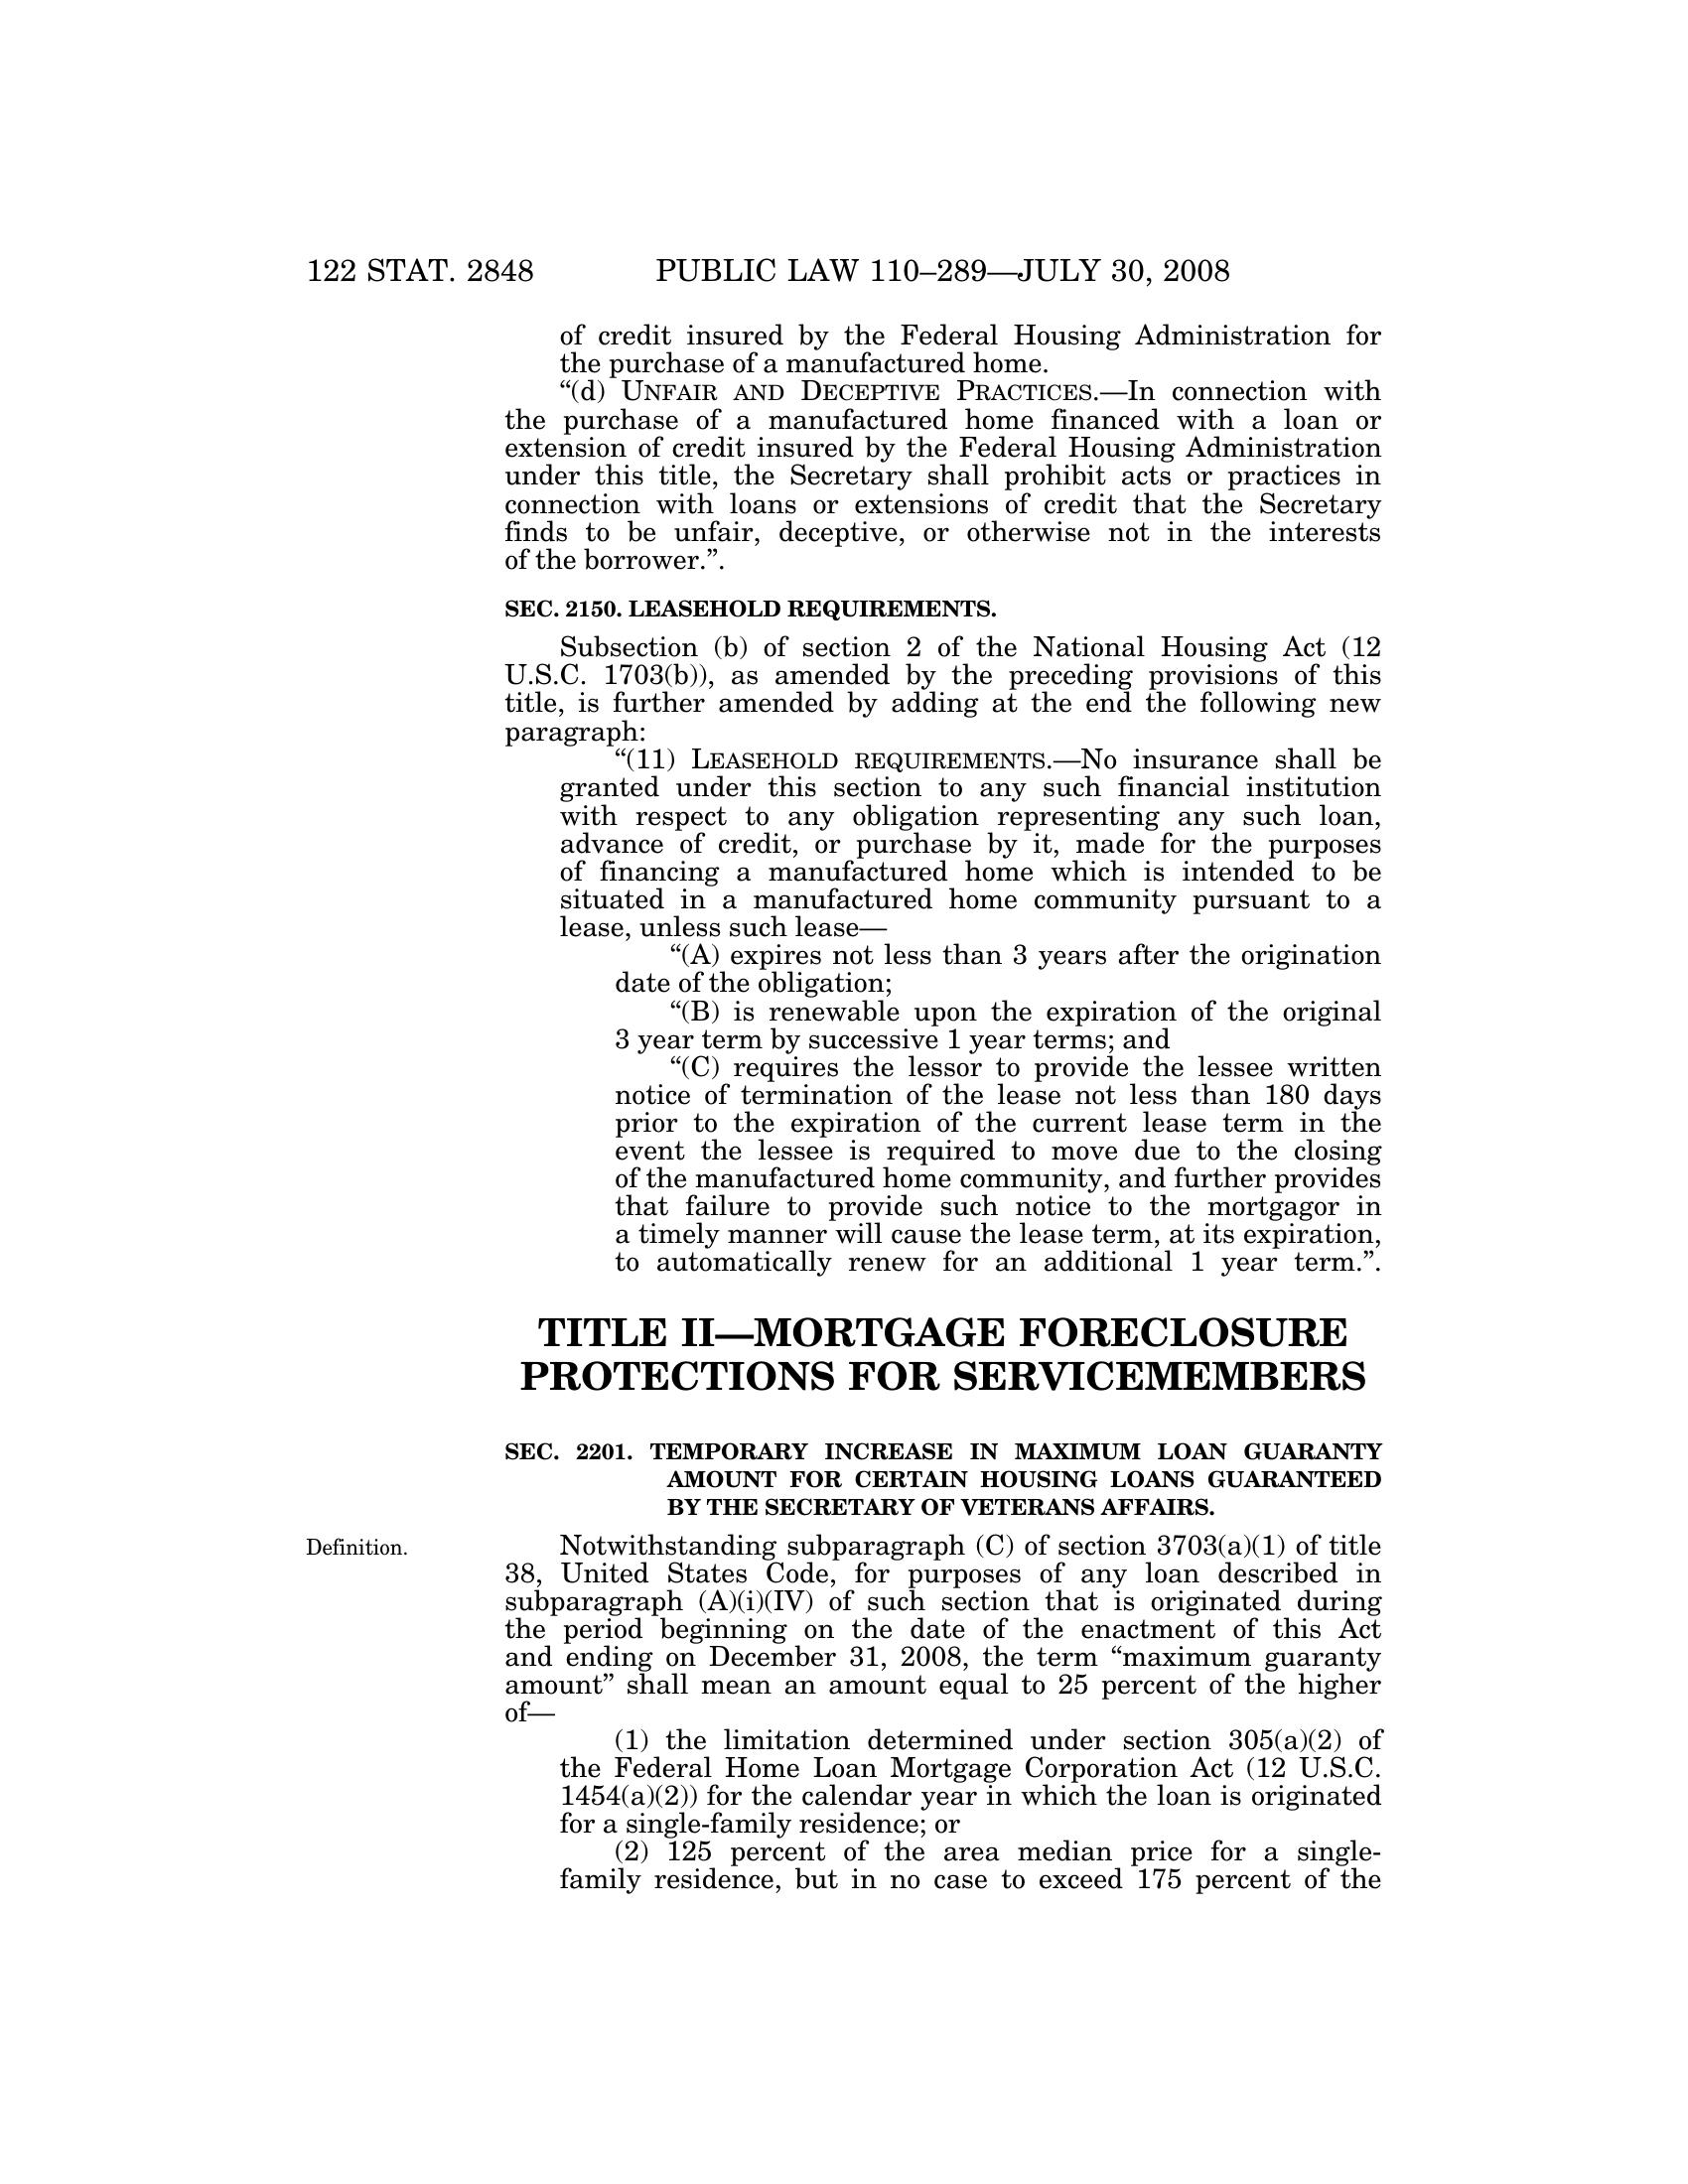 122 STAT. 2848 PUBLIC LAW 110–289—JULY 30, 2008
of credit insured by the Federal Housing Administration for
the purchase of a manufactured home.
“(d) UNFAIR AND DECEPTIVE PRACTICES.—In connection with
the purchase of a manufactured home financed with a loan or
extension of credit insured by the Federal Housing Administration
under this title, the Secretary shall prohibit acts or practices in
connection with loans or extensions of credit that the Secretary
finds to be unfair, deceptive, or otherwise not in the interests
of the borrower.”.
SEC. 2150. LEASEHOLD REQUIREMENTS.
Subsection (b) of section 2 of the National Housing Act (12
U.S.C. 1703(b)), as amended by the preceding provisions of this
title, is further amended by adding at the end the following new
paragraph:
“(11) LEASEHOLD REQUIREMENTS.—No insurance shall be
granted under this section to any such financial institution
with respect to any obligation representing any such loan,
advance of credit, or purchase by it, made for the purposes
of financing a manufactured home which is intended to be
situated in a manufactured home community pursuant to a
lease, unless such lease—
“(A) expires not less than 3 years after the origination
date of the obligation;
“(B) is renewable upon the expiration of the original
3 year term by successive 1 year terms; and
“(C) requires the lessor to provide the lessee written
notice of termination of the lease not less than 180 days
prior to the expiration of the current lease term in the
event the lessee is required to move due to the closing
of the manufactured home community, and further provides
that failure to provide such notice to the mortgagor in
a timely manner will cause the lease term, at its expiration,
to automatically renew for an additional 1 year term.”.
TITLE II—MORTGAGE FORECLOSURE
PROTECTIONS FOR SERVICEMEMBERS
SEC. 2201. TEMPORARY INCREASE IN MAXIMUM LOAN GUARANTY
AMOUNT FOR CERTAIN HOUSING LOANS GUARANTEED
BY THE SECRETARY OF VETERANS AFFAIRS.
Definition.
Notwithstanding subparagraph (C) of section 3703(a)(1) of title
38, United States Code, for purposes of any loan described in
subparagraph (A)(i)(IV) of such section that is originated during
the period beginning on the date of the enactment of this Act
and ending on December 31, 2008, the term “maximum guaranty
amount” shall mean an amount equal to 25 percent of the higher
of—
(1) the limitation determined under section 305(a)(2) of
the Federal Home Loan Mortgage Corporation Act (12 U.S.C.
1454(a)(2)) for the calendar year in which the loan is originated
for a single-family residence; or
(2) 125 percent of the area median price for a single-
family residence, but in no case to exceed 175 percent of the